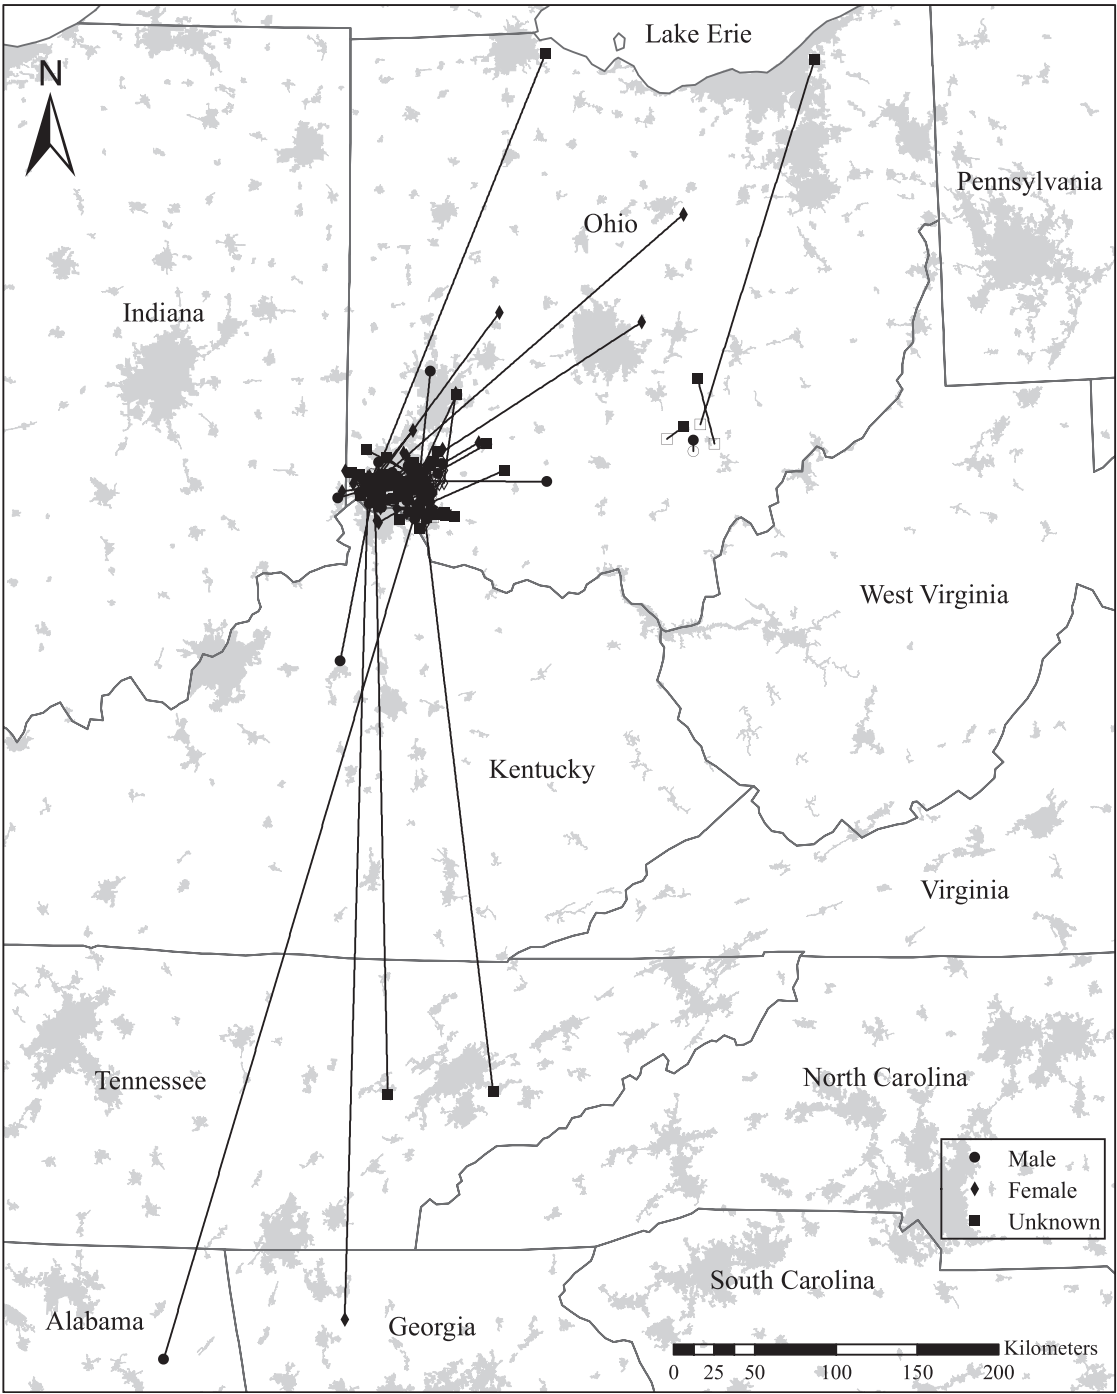 Lake Erie
N
Pennsylvania
Ohio
Indiana
West Virginia
Kentucky
Virginia
Tennessee
North Carolina
Male
Female
Unknown
South Carolina
Alabama
Georgia
Kilometers
0 25 50 100 150 200